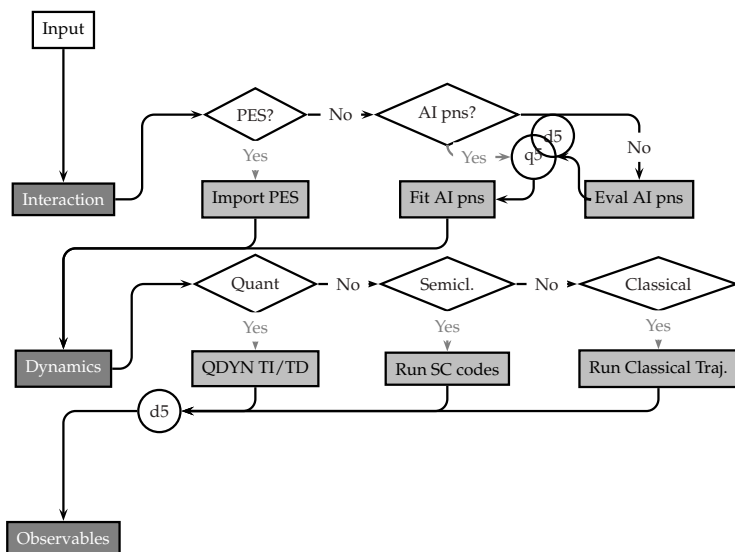 Input
PES?
No
AI pns?
d5
q5
No
Yes
Yes
Interaction
Import PES
Fit AI pns
Eval AI pns
Quant
No
Semicl.
No
Classical
Yes
Yes
Yes
Dynamics
QDYN TI/TD
Run SC codes
Run Classical Traj.
d5
Observables